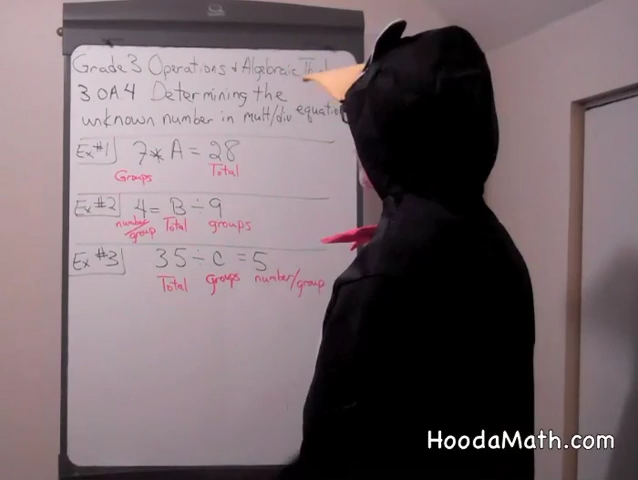 Grade 3 Operations + Algebraic
3.OA.4 Determining the
unknown number in mult/div equation
Ex #1 7 * A = 28
Groups Total
Ex #2 4 = B ÷ 9
number/group Total groups
Ex #3 35 ÷ C = 5
Total Groups number/group
HoodaMath.com